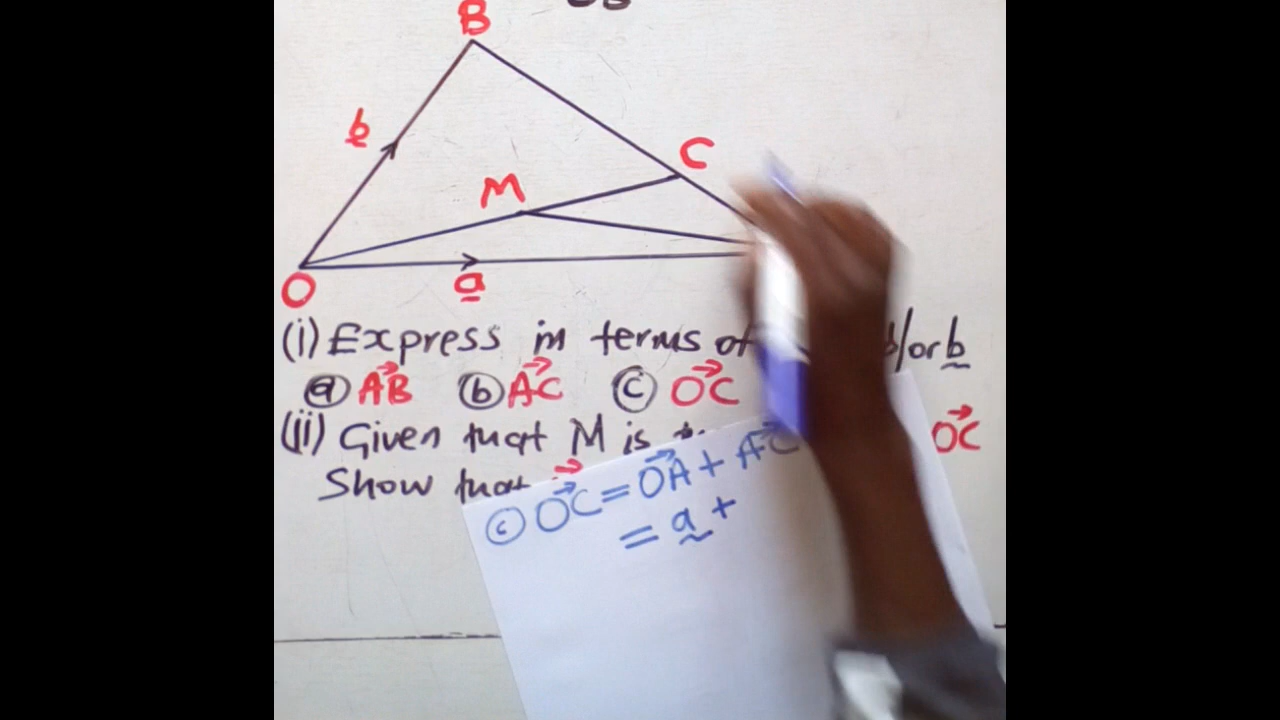 B
b
C
M
O
a
(i) Express in terms of b/or b
(a) AB (b) AC (c) OC
(ii) Given that M is OC
Show that
(c) OC = OA + AC
= a +